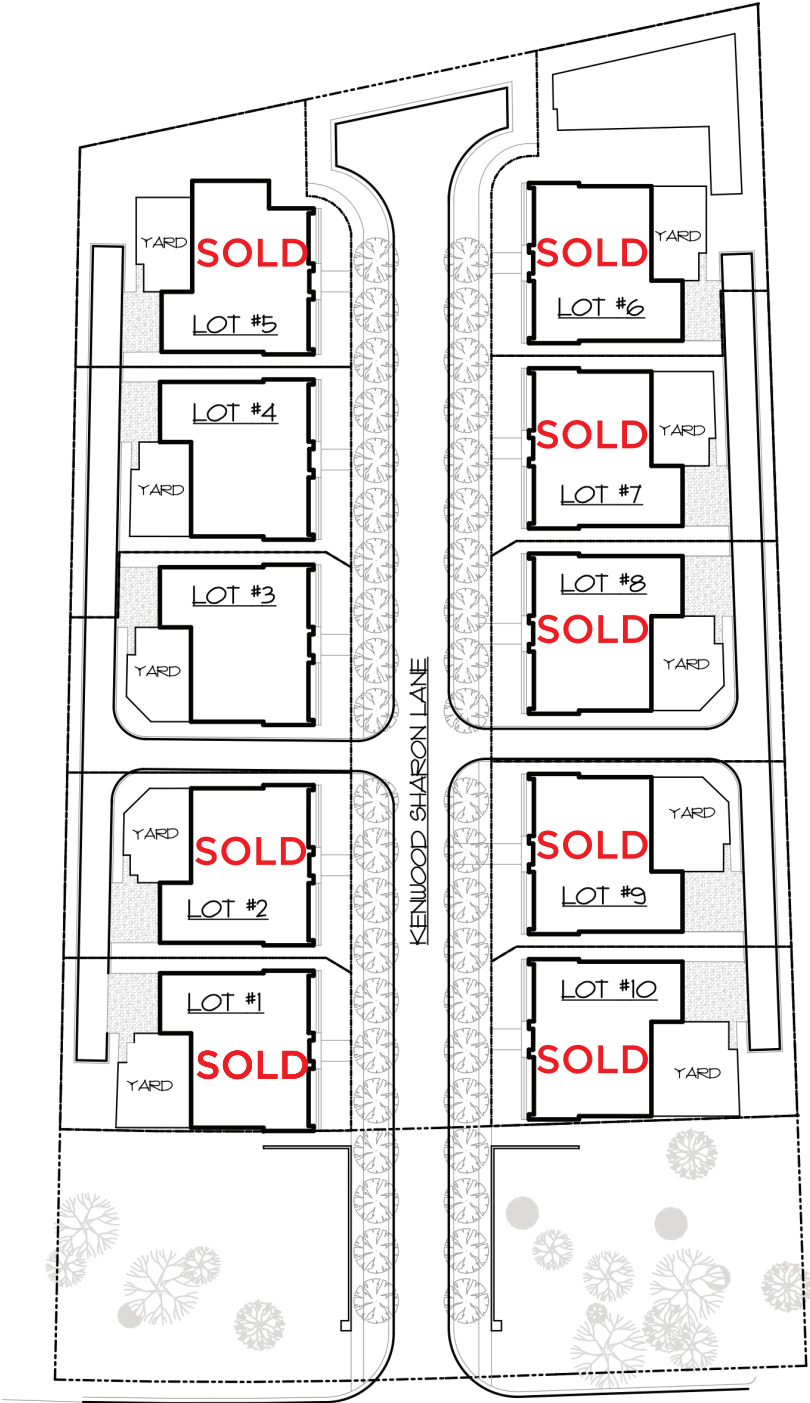 YARD
SOLD
LOT #5
SOLD
YARD
LOT #6
LOT #4
YARD
SOLD
YARD
LOT #7
LOT #3
YARD
LOT #8
SOLD
YARD
KENWOOD SHARON LANE
YARD
SOLD
LOT #2
YARD
SOLD
LOT #9
LOT #1
SOLD
YARD
LOT #10
SOLD
YARD